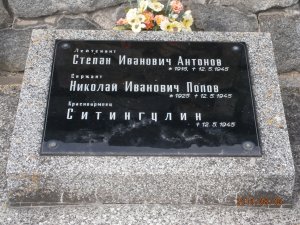 Лейтенант
Степан Иванович Антонов
* 1915. + 12.5.1945
Сержант
Николай Иванович Попов
* 1925 + 12.5.1945
Красноармеец
Ситингулин
+ 12.5.1945